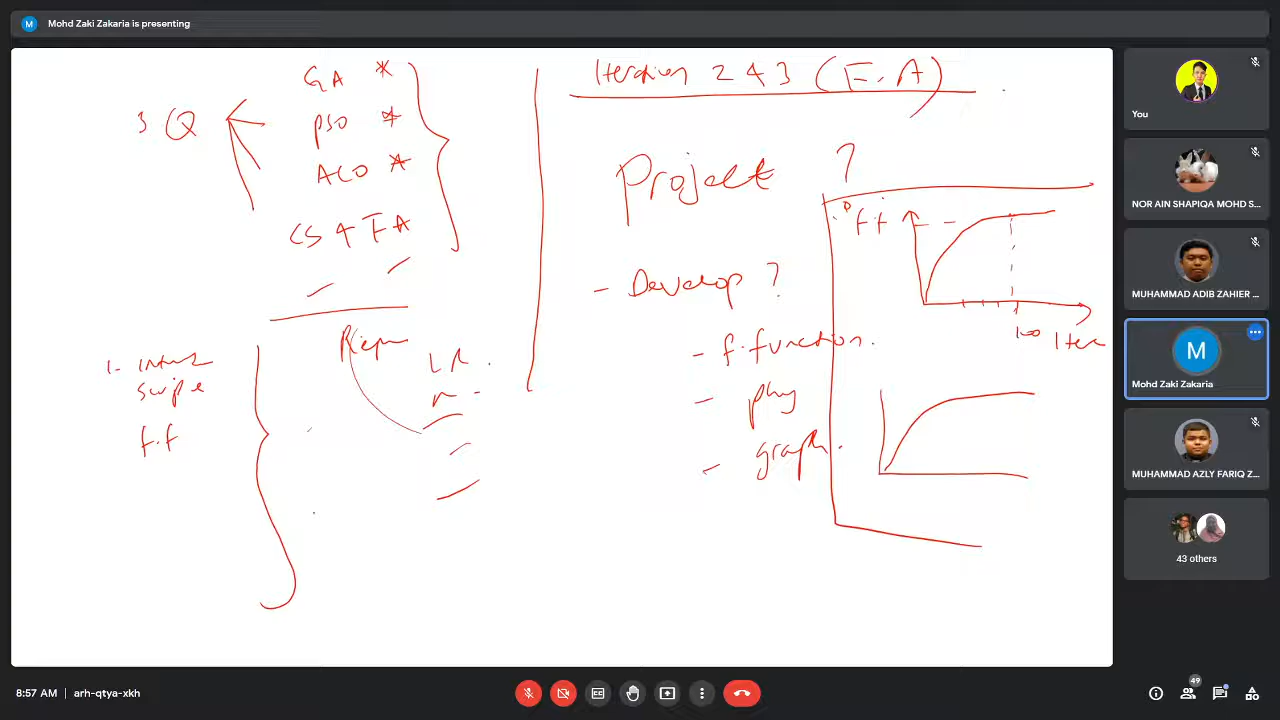 Mohd Zaki Zakaria is presenting
3 Q
GA *
PSO *
ACO *
CS & FA
Iteration 2 & 3 (E.A)
Project ?
- Develop ?
- f.function.
-
- graph.
f.f
100 Iter
1-
f.f
LR.
You
NOR AIN SHAPIQA MOHD S...
MUHAMMAD ADIB ZAHIER ...
M
Mohd Zaki Zakaria
MUHAMMAD AZLY FARIQ Z...
43 others
8:57 AM | arh-qtya-xkh
49